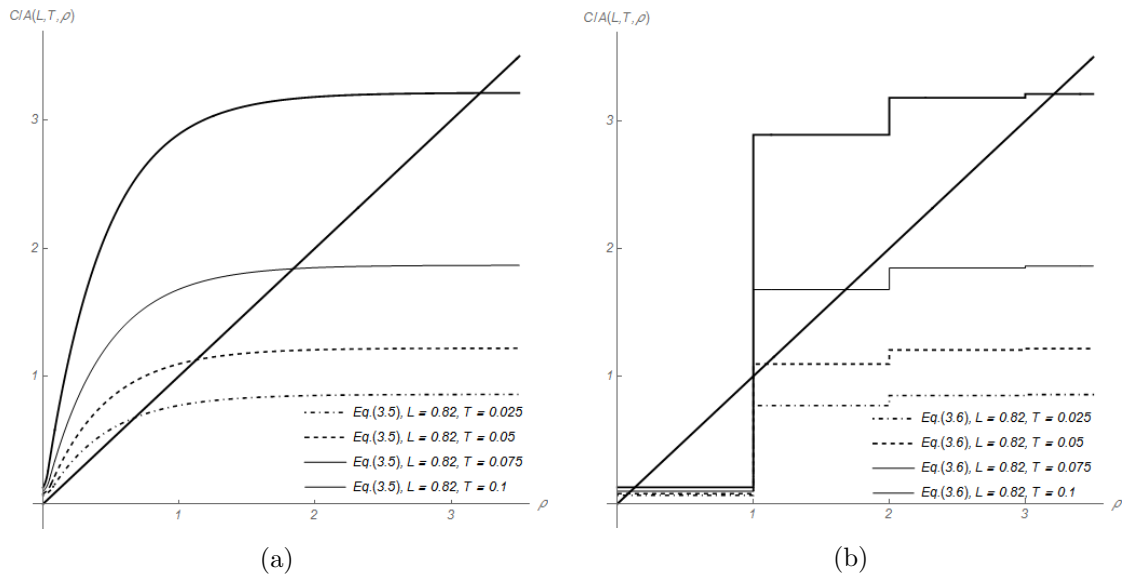 C/A(L,T,ρ)
3
2
1
1
2
3
ρ
Eq.(3.5), L = 0.82, T = 0.025
Eq.(3.5), L = 0.82, T = 0.05
Eq.(3.5), L = 0.82, T = 0.075
Eq.(3.5), L = 0.82, T = 0.1
(a)
C/A(L,T,ρ)
3
2
1
1
2
3
ρ
Eq.(3.6), L = 0.82, T = 0.025
Eq.(3.6), L = 0.82, T = 0.05
Eq.(3.6), L = 0.82, T = 0.075
Eq.(3.6), L = 0.82, T = 0.1
(b)